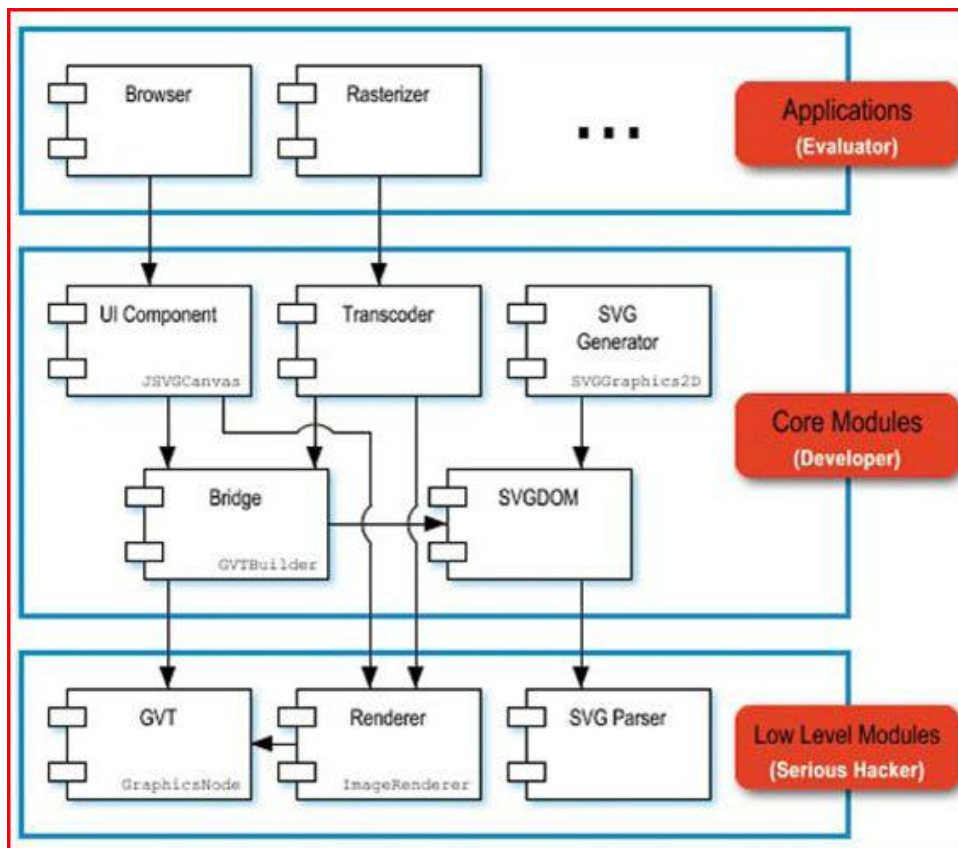 Browser
Rasterizer
...
Applications
(Evaluator)
UI Component
JSVGCanvas
Transcoder
SVG
Generator
SVGGraphics2D
Core Modules
(Developer)
Bridge
GVTBuilder
SVGDOM
GVT
GraphicsNode
Renderer
ImageRenderer
SVG Parser
Low Level Modules
(Serious Hacker)